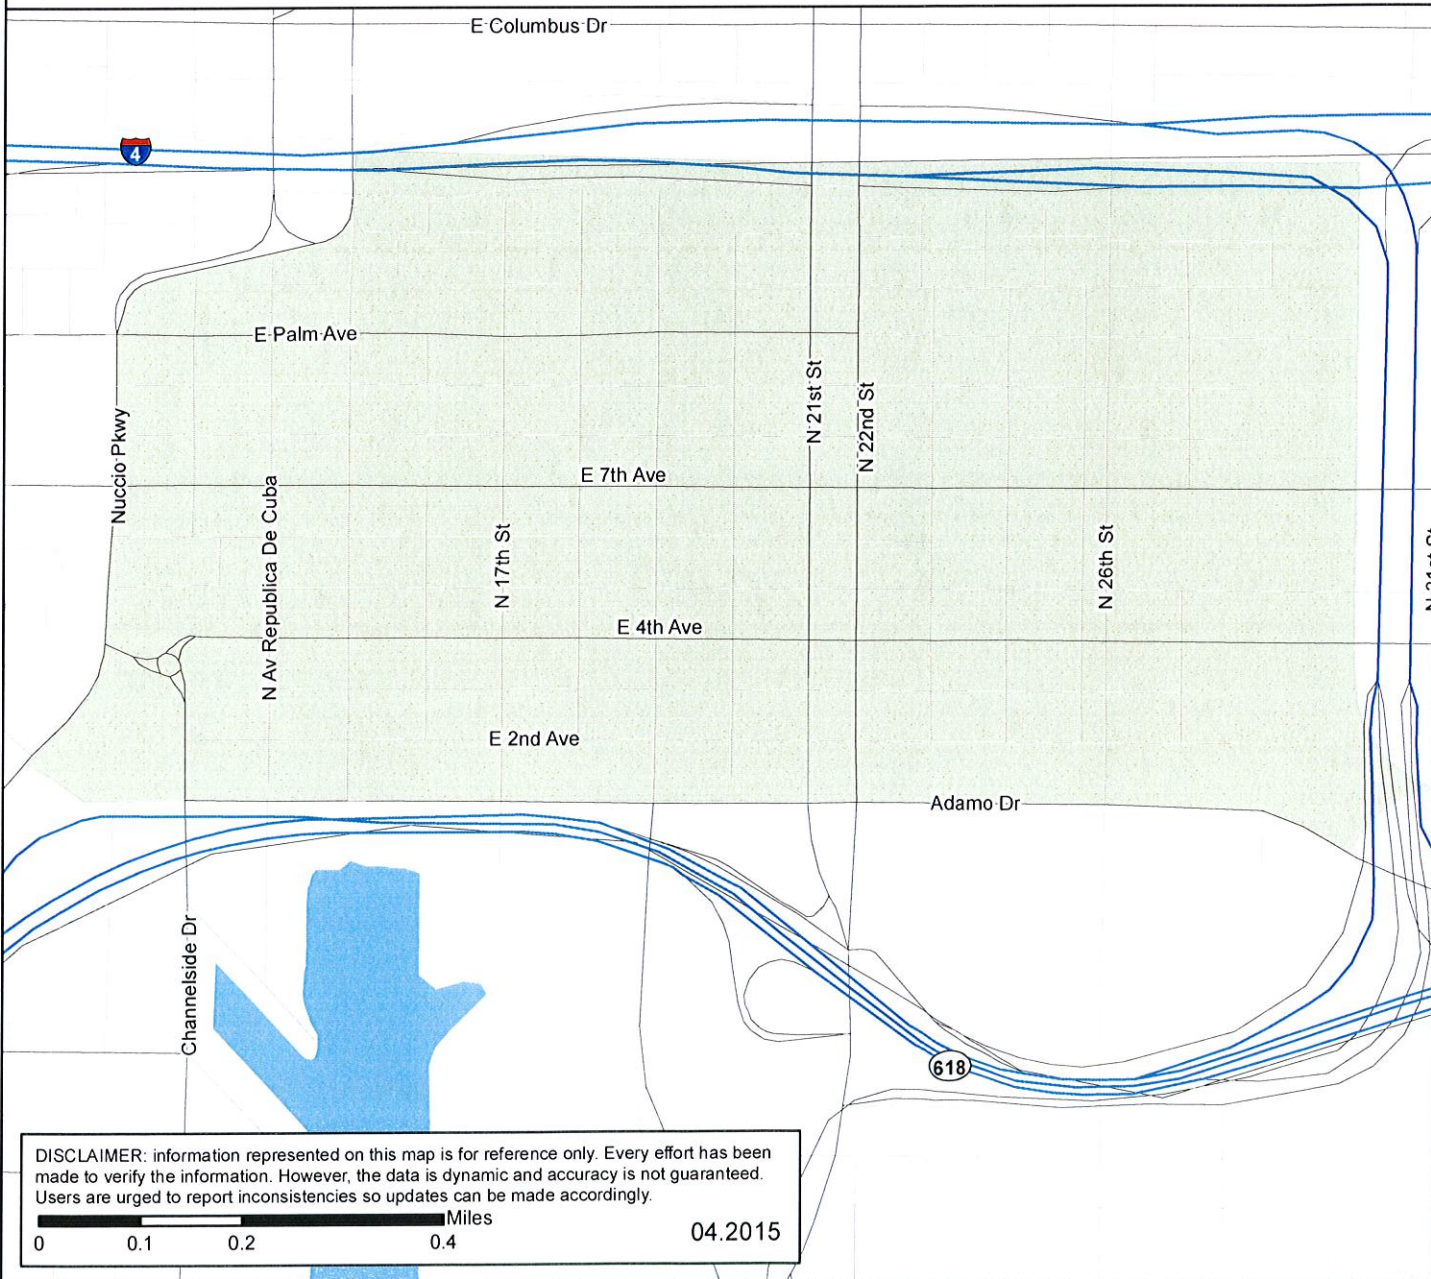 E Columbus Dr
4
E Palm Ave
N 21st St
N 22nd St
Nuccio Pkwy
E 7th Ave
N Av Republica De Cuba
N 17th St
N 26th St
E 4th Ave
E 2nd Ave
Adamo Dr
Channelside Dr
618
DISCLAIMER: information represented on this map is for reference only. Every effort has been
made to verify the information. However, the data is dynamic and accuracy is not guaranteed.
Users are urged to report inconsistencies so updates can be made accordingly.
Miles
0 0.1 0.2 0.4
04.2015